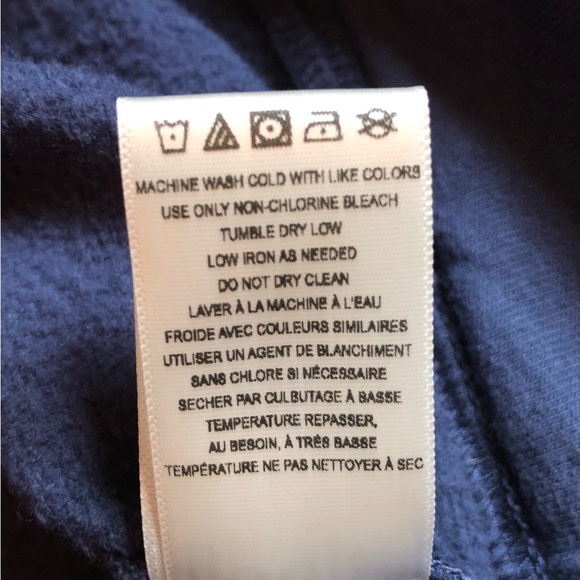 MACHINE WASH COLD WITH LIKE COLORS
USE ONLY NON-CHLORINE BLEACH
TUMBLE DRY LOW
LOW IRON AS NEEDED
DO NOT DRY CLEAN
LAVER À LA MACHINE À L'EAU
FROIDE AVEC COULEURS SIMILAIRES
UTILISER UN AGENT DE BLANCHIMENT
SANS CHLORE SI NÉCESSAIRE
SECHER PAR CULBUTAGE À BASSE
TEMPERATURE REPASSER,
AU BESOIN, À TRÈS BASSE
TEMPÉRATURE NE PAS NETTOYER À SEC